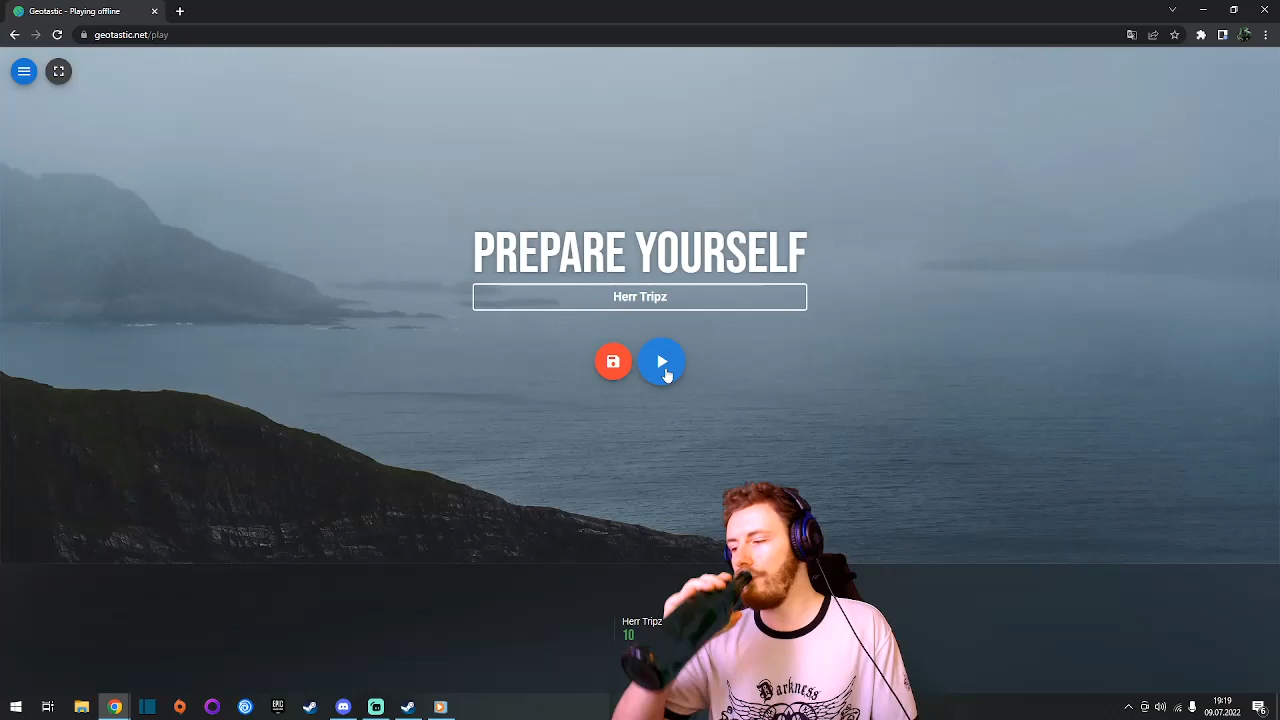 Geotastic - Playing offline
geotastic.net/play
PREPARE YOURSELF
Herr Tripz
Herr Tripz
10
Darkness
EPIC
19:19
09.07.2022